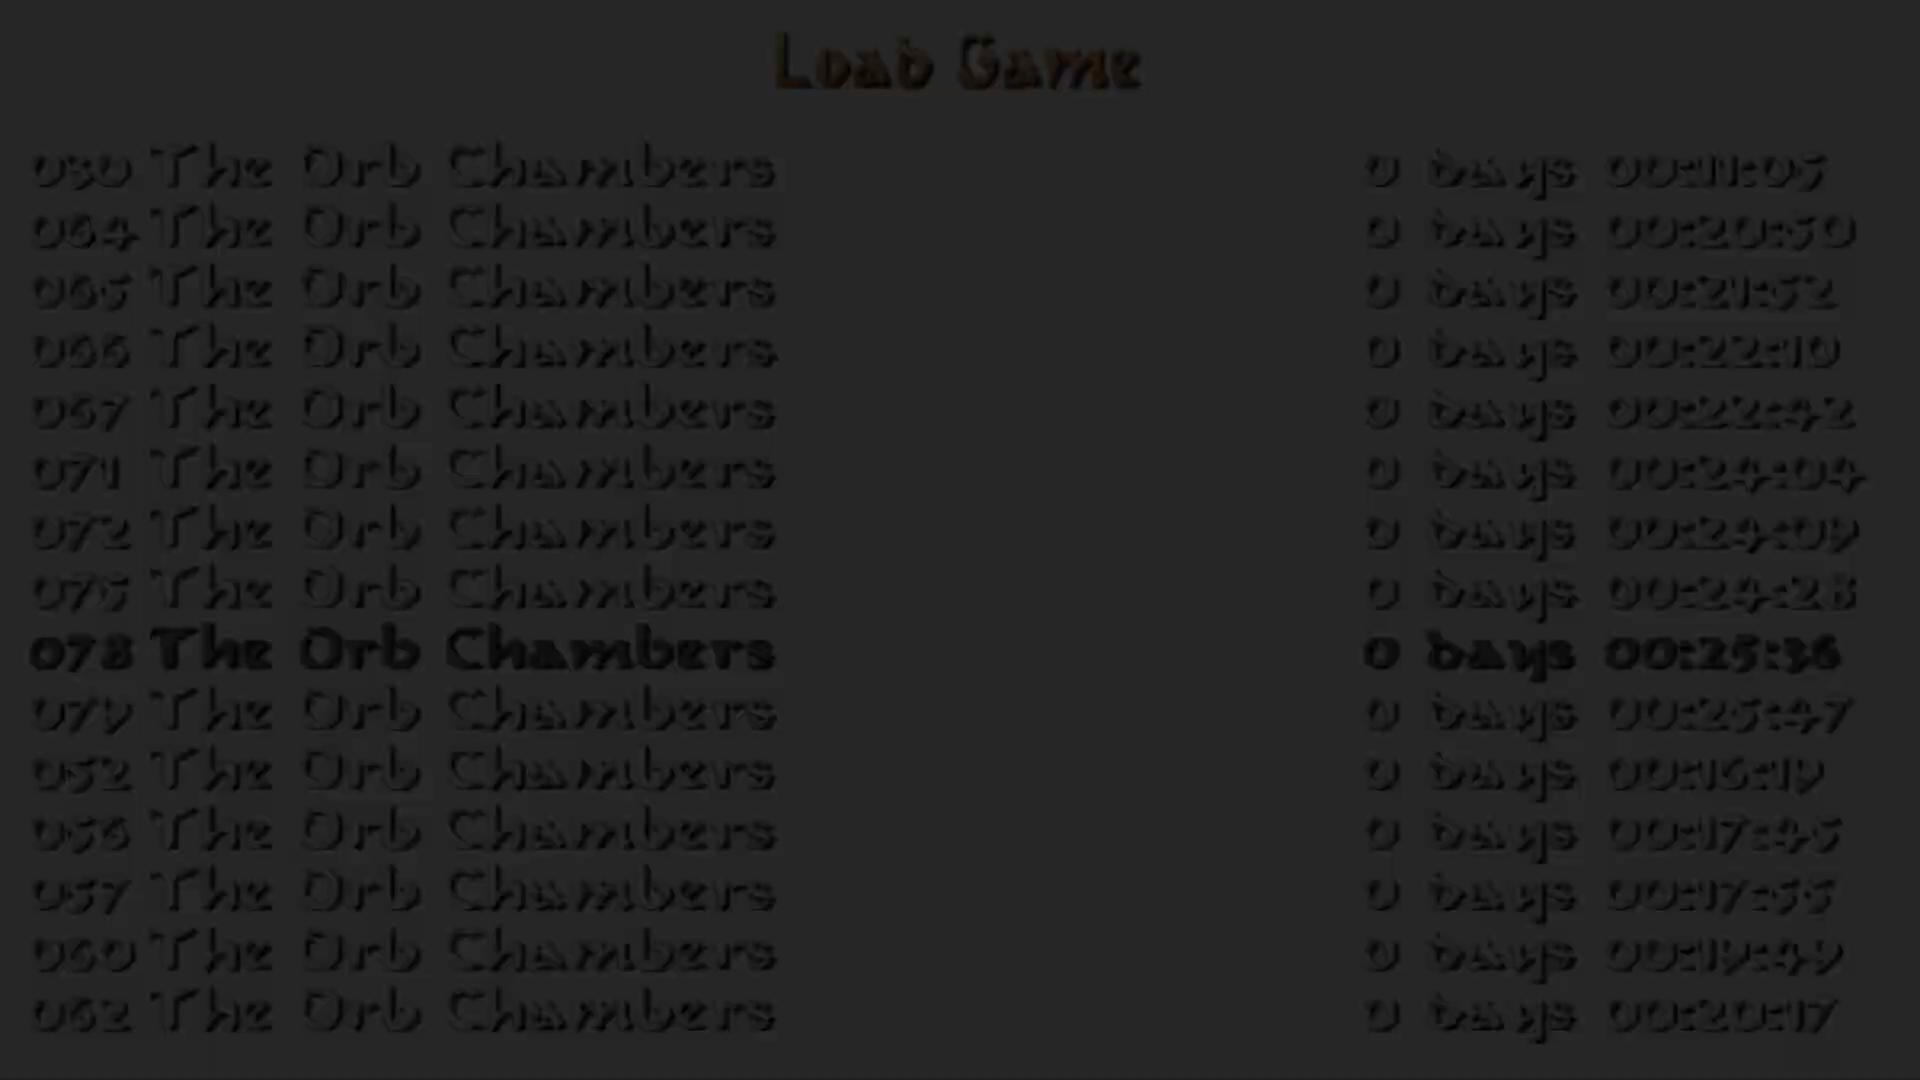 Load Game
030 The Orb Chambers 0 days 00:11:05
064 The Orb Chambers 0 days 00:20:50
065 The Orb Chambers 0 days 00:21:52
066 The Orb Chambers 0 days 00:22:10
067 The Orb Chambers 0 days 00:22:42
071 The Orb Chambers 0 days 00:24:04
072 The Orb Chambers 0 days 00:24:09
075 The Orb Chambers 0 days 00:24:28
078 The Orb Chambers 0 days 00:25:36
079 The Orb Chambers 0 days 00:25:47
052 The Orb Chambers 0 days 00:16:19
056 The Orb Chambers 0 days 00:17:45
057 The Orb Chambers 0 days 00:17:55
060 The Orb Chambers 0 days 00:19:49
062 The Orb Chambers 0 days 00:20:17